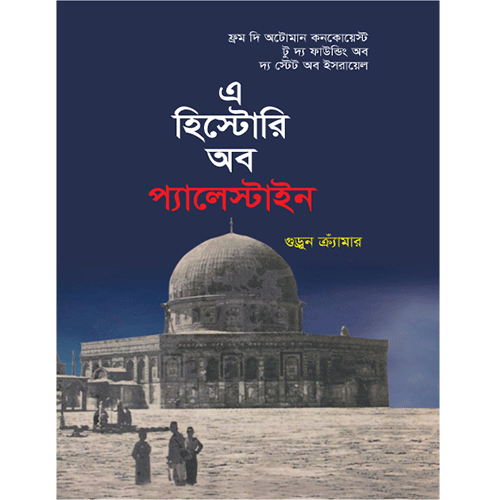 ফ্রম দি অটোমান কনকোয়েস্ট
টু দ্য ফাউন্ডিং অব
দ্য স্টেট অব ইসরায়েল
এ
হিস্টোরি
অব
প্যালেস্টাইন
গুড্রুন ক্র্যাঁমার